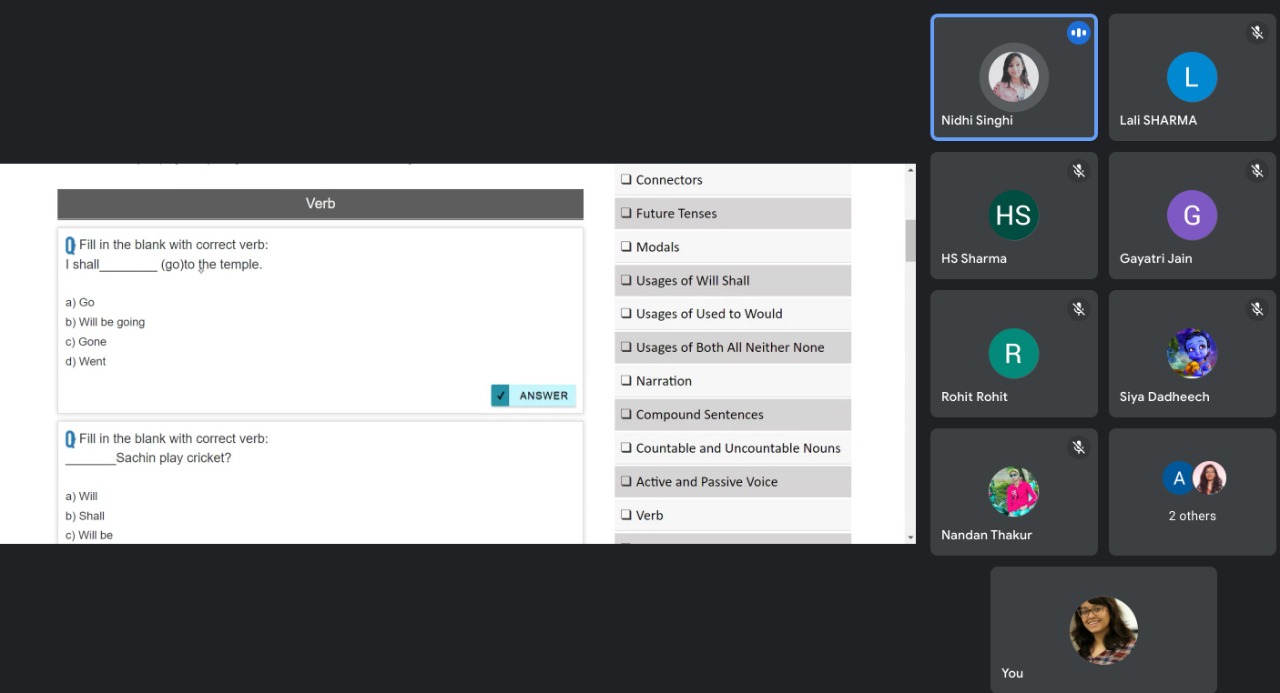 Verb
Q Fill in the blank with correct verb:
I shall________ (go)to the temple.
a) Go
b) Will be going
c) Gone
d) Went
✓ ANSWER
Q Fill in the blank with correct verb:
_______Sachin play cricket?
a) Will
b) Shall
c) Will be
❑ Connectors
❑ Future Tenses
❑ Modals
❑ Usages of Will Shall
❑ Usages of Used to Would
❑ Usages of Both All Neither None
❑ Narration
❑ Compound Sentences
❑ Countable and Uncountable Nouns
❑ Active and Passive Voice
❑ Verb
Nidhi Singhi
L
Lali SHARMA
HS
HS Sharma
G
Gayatri Jain
R
Rohit Rohit
Siya Dadheech
Nandan Thakur
A
2 others
You